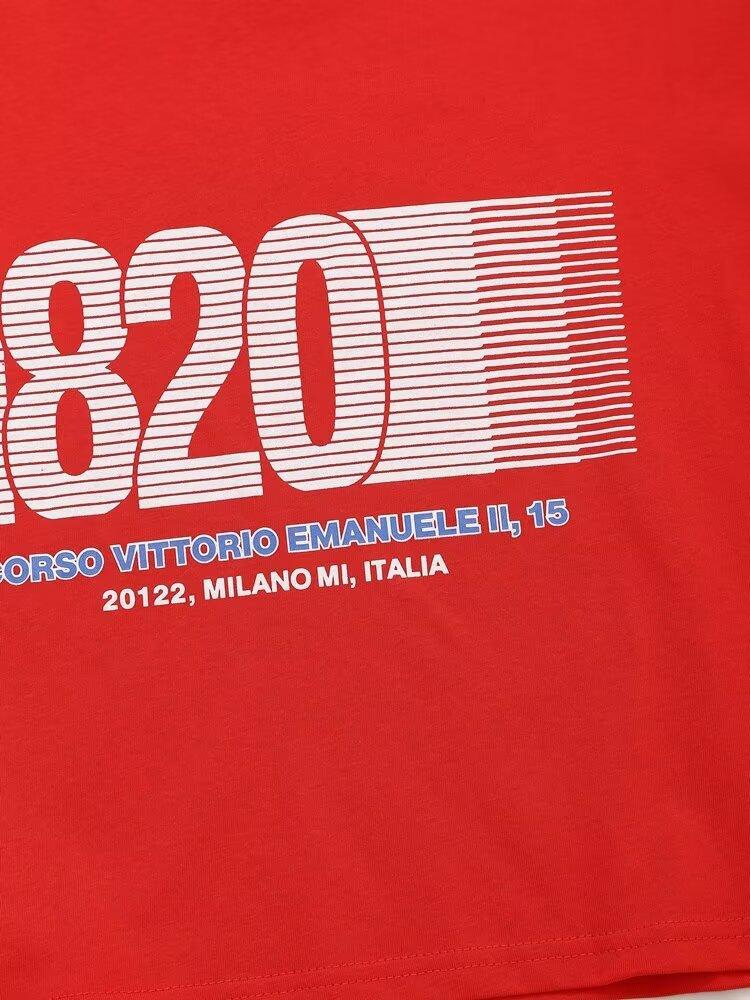 820
CORSO VITTORIO EMANUELE II, 15
20122, MILANO MI, ITALIA